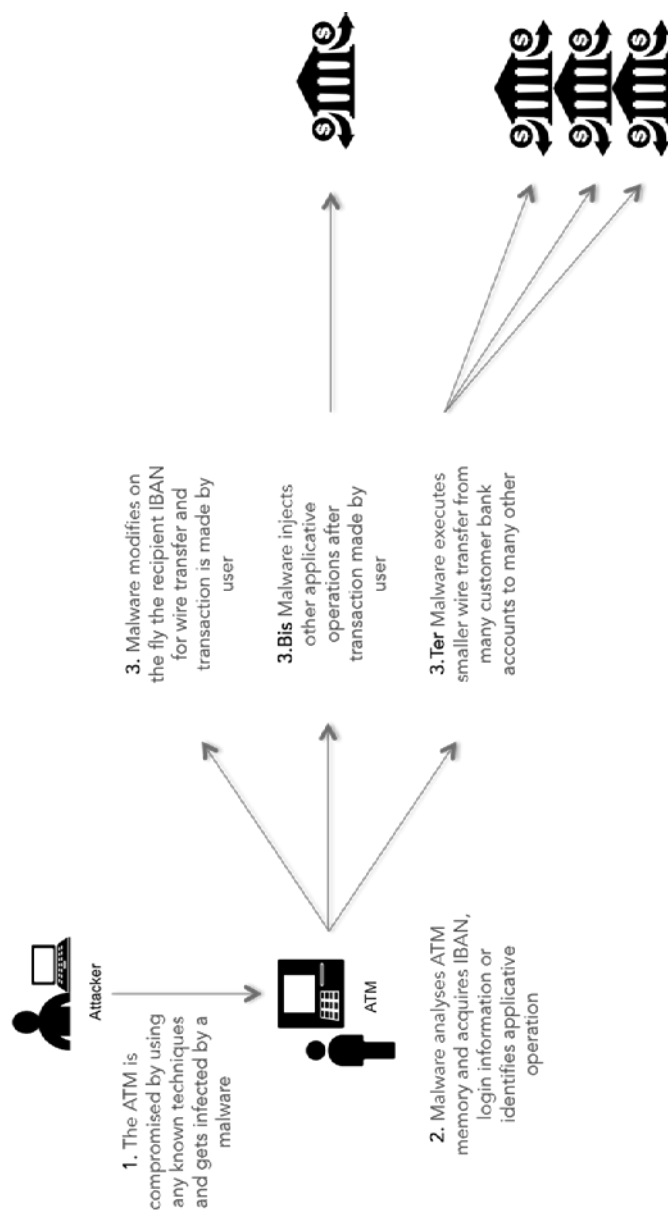 Attacker
1. The ATM is
compromised by using
any known techniques
and gets infected by a
malware
ATM
2. Malware analyses ATM
memory and acquires IBAN,
login information or
identifies applicative
operation
3. Malware modifies on
the fly the recipient IBAN
for wire transfer and
transaction is made by
user
3.Bis Malware injects
other applicative
operations after
transaction made by
user
3.Ter Malware executes
smaller wire transfer from
many customer bank
accounts to many other
$ $
$ $
$ $
$ $